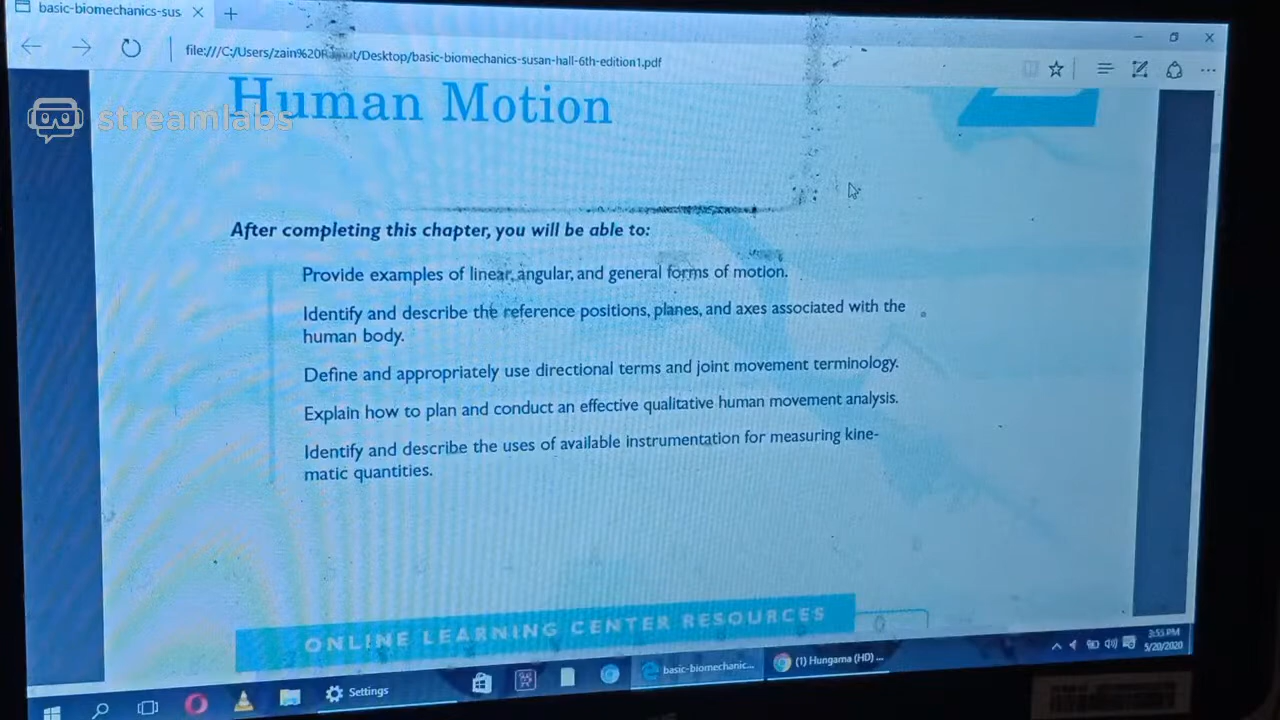 basic-biomechanics-sus
file:///C:/Users/zain%20Rajput/Desktop/basic-biomechanics-susan-hall-6th-edition1.pdf
Human Motion
streamlabs
After completing this chapter, you will be able to:
Provide examples of linear, angular, and general forms of motion.
Identify and describe the reference positions, planes, and axes associated with the
human body.
Define and appropriately use directional terms and joint movement terminology.
Explain how to plan and conduct an effective qualitative human movement analysis.
Identify and describe the uses of available instrumentation for measuring kine-
matic quantities.
ONLINE LEARNING CENTER RESOURCES
Settings
basic-biomechanic...
(1) Hungama (HD) ...
3:55 PM
5/20/2020